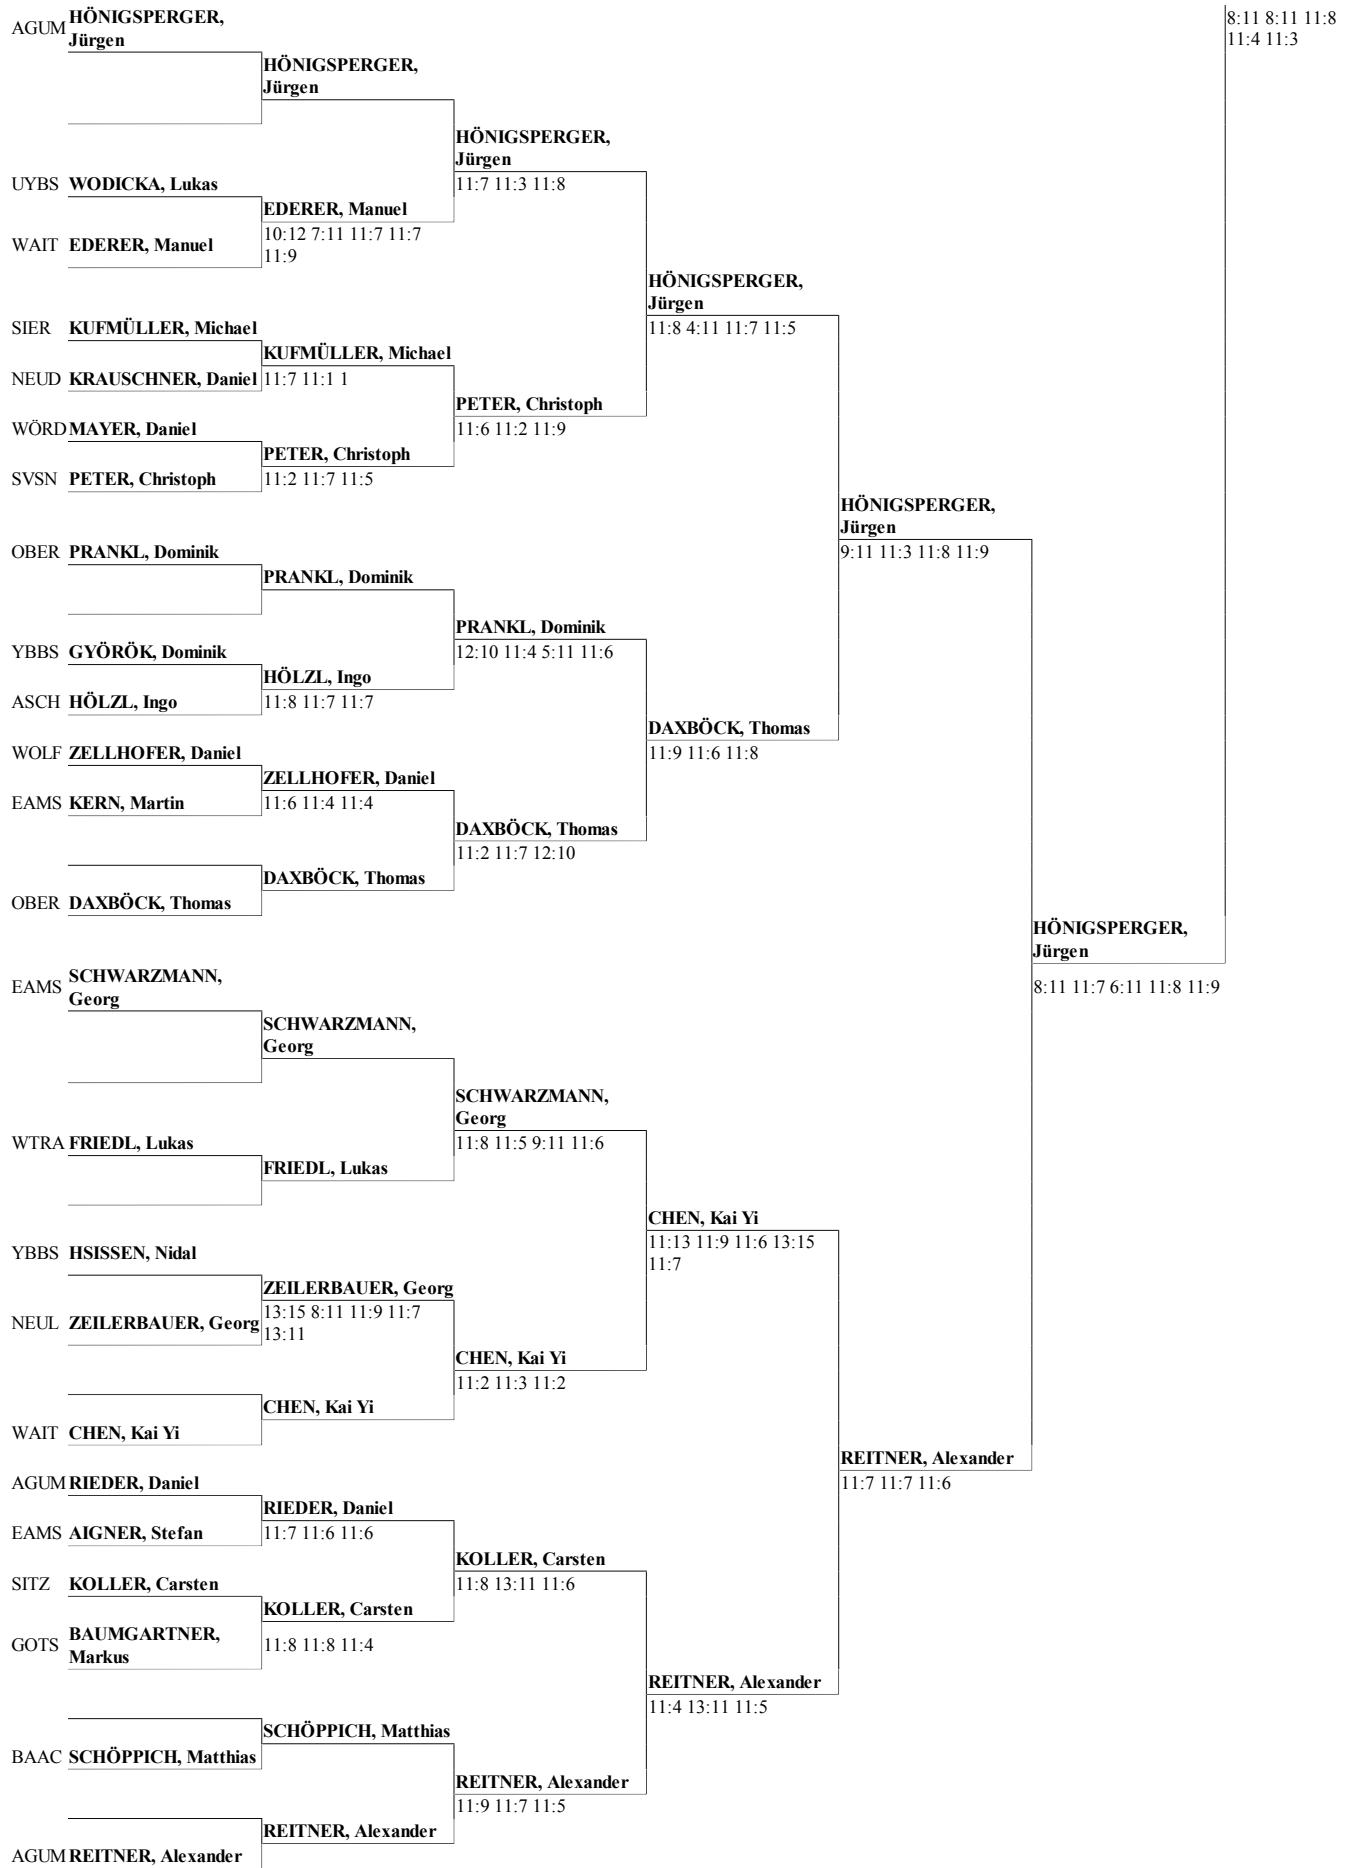 8:11 8:11 11:8
11:4 11:3
AGUM HÖNIGSPERGER,
Jürgen
HÖNIGSPERGER,
Jürgen
HÖNIGSPERGER,
Jürgen
UYBS WODICKA, Lukas
11:7 11:3 11:8
EDERER, Manuel
WAIT EDERER, Manuel
10:12 7:11 11:7 11:7
11:9
HÖNIGSPERGER,
Jürgen
SIER KUFMÜLLER, Michael
11:8 4:11 11:7 11:5
KUFMÜLLER, Michael
NEUD KRAUSCHNER, Daniel
11:7 11:1 1
PETER, Christoph
WÖRD MAYER, Daniel
11:6 11:2 11:9
PETER, Christoph
SVSN PETER, Christoph
11:2 11:7 11:5
HÖNIGSPERGER,
Jürgen
OBER PRANKL, Dominik
9:11 11:3 11:8 11:9
PRANKL, Dominik
PRANKL, Dominik
YBBS GYÖRÖK, Dominik
12:10 11:4 5:11 11:6
HÖLZL, Ingo
ASCH HÖLZL, Ingo
11:8 11:7 11:7
DAXBÖCK, Thomas
WOLF ZELLHOFER, Daniel
11:9 11:6 11:8
ZELLHOFER, Daniel
EAMS KERN, Martin
11:6 11:4 11:4
DAXBÖCK, Thomas
11:2 11:7 12:10
DAXBÖCK, Thomas
OBER DAXBÖCK, Thomas
HÖNIGSPERGER,
Jürgen
EAMS SCHWARZMANN,
Georg
8:11 11:7 6:11 11:8 11:9
SCHWARZMANN,
Georg
SCHWARZMANN,
Georg
WTRA FRIEDL, Lukas
11:8 11:5 9:11 11:6
FRIEDL, Lukas
CHEN, Kai Yi
11:13 11:9 11:6 13:15
11:7
YBBS HSISSEN, Nidal
ZEILERBAUER, Georg
NEUL ZEILERBAUER, Georg
13:15 8:11 11:9 11:7
13:11
CHEN, Kai Yi
11:2 11:3 11:2
CHEN, Kai Yi
WAIT CHEN, Kai Yi
REITNER, Alexander
AGUM RIEDER, Daniel
11:7 11:7 11:6
RIEDER, Daniel
EAMS AIGNER, Stefan
11:7 11:6 11:6
KOLLER, Carsten
SITZ KOLLER, Carsten
11:8 13:11 11:6
KOLLER, Carsten
GOTS BAUMGARTNER,
Markus
11:8 11:8 11:4
REITNER, Alexander
11:4 13:11 11:5
SCHÖPPICH, Matthias
BAAC SCHÖPPICH, Matthias
REITNER, Alexander
11:9 11:7 11:5
REITNER, Alexander
AGUM REITNER, Alexander